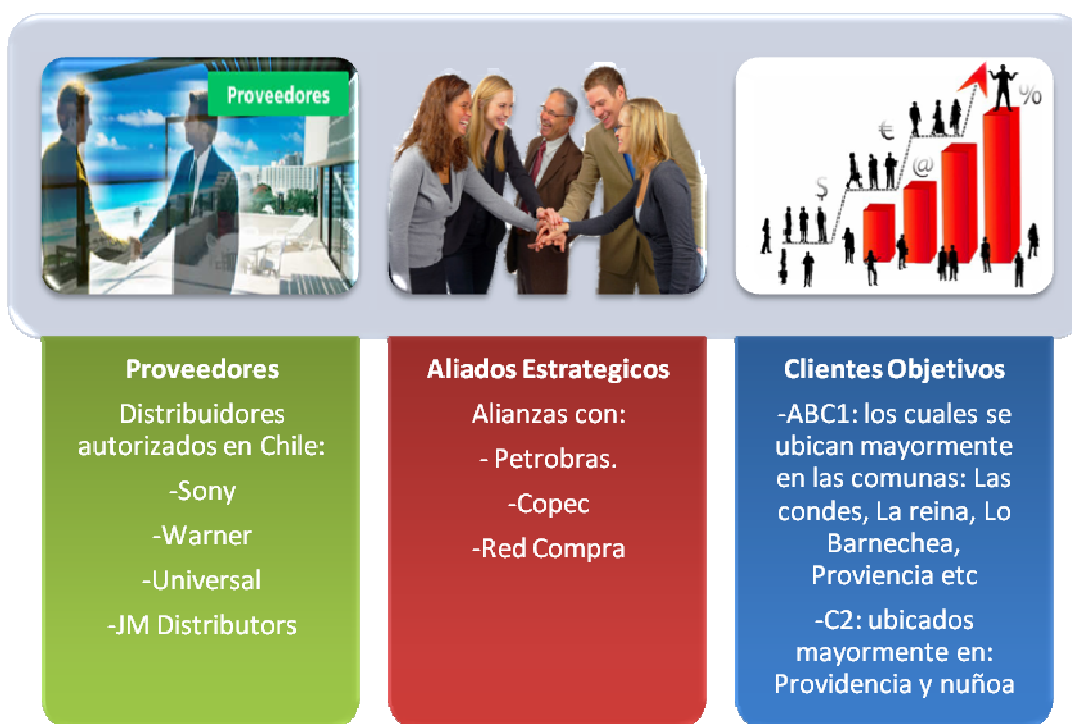 Proveedores
$
€
@
%
Proveedores
Distribuidores
autorizados en Chile:
-Sony
-Warner
-Universal
-JM Distributors
Aliados Estrategicos
Alianzas con:
- Petrobras.
-Copec
-Red Compra
Clientes Objetivos
-ABC1: los cuales se
ubican mayormente
en las comunas: Las
condes, La reina, Lo
Barnechea,
Proviencia etc
-C2: ubicados
mayormente en:
Providencia y nuñoa